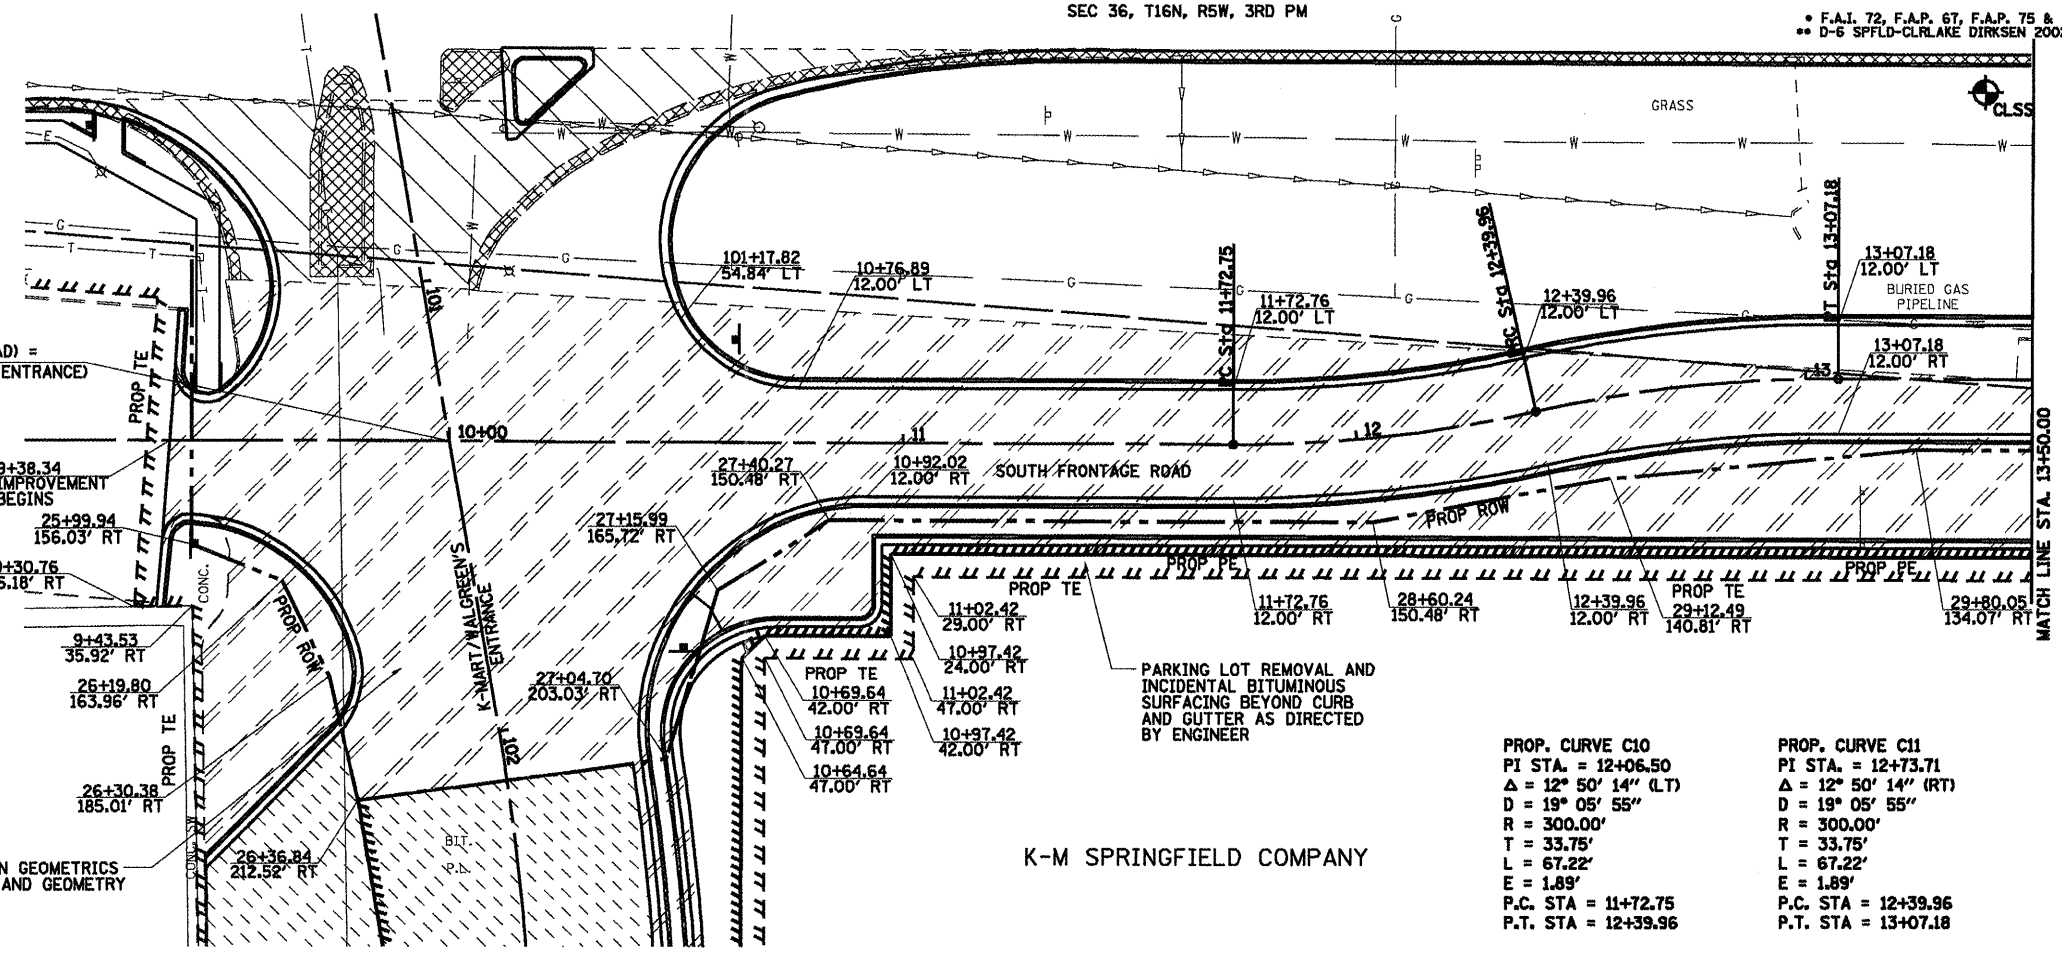 SEC 36, T16N, R5W, 3RD PM
* F.A.I. 72, F.A.P. 67, F.A.P. 75 &
** D-6 SPFLD-CLRLAKE DIRKSEN
GRASS
CLSS
101+17.82
54.84' LT
10+76.89
12.00' LT
PC Sta 11+72.75
11+72.76
12.00' LT
PRC Sta 12+39.96
12+39.96
12.00' LT
PT Sta 13+07.18
13+07.18
12.00' LT
BURIED GAS
PIPELINE
13+07.18
12.00' RT
101
AD) =
ENTRANCE)
PROP TE
10+00
11
12
13
9+38.34
IMPROVEMENT
BEGINS
27+40.27
150.48' RT
10+92.02
12.00' RT
SOUTH FRONTAGE ROAD
PROP ROW
25+99.94
156.03' RT
27+15.99
165.72' RT
+30.76
5.18' RT
CONC.
PROP ROW
K-MART/WALGREEN'S
ENTRANCE
PROP PE
PROP TE
PROP PE
PROP TE
MATCH LINE STA. 13+50.00
11+02.42
29.00' RT
11+72.76
12.00' RT
28+60.24
150.48' RT
12+39.96
12.00' RT
29+12.49
140.81' RT
29+80.05
134.07' RT
9+43.53
35.92' RT
10+97.42
24.00' RT
26+19.80
163.96' RT
27+04.70
203.03' RT
PROP TE
10+69.64
42.00' RT
11+02.42
47.00' RT
PARKING LOT REMOVAL AND
INCIDENTAL BITUMINOUS
SURFACING BEYOND CURB
AND GUTTER AS DIRECTED
BY ENGINEER
PROP TE
102
10+69.64
47.00' RT
10+97.42
42.00' RT
10+64.64
47.00' RT
26+30.38
185.01' RT
CONC. SW
26+36.84
212.52' RT
BIT.
P.L.
N GEOMETRICS
AND GEOMETRY
K-M SPRINGFIELD COMPANY
PROP. CURVE C10
PI STA. = 12+06.50
Δ = 12° 50' 14" (LT)
D = 19° 05' 55"
R = 300.00'
T = 33.75'
L = 67.22'
E = 1.89'
P.C. STA = 11+72.75
P.T. STA = 12+39.96
PROP. CURVE C11
PI STA. = 12+73.71
Δ = 12° 50' 14" (RT)
D = 19° 05' 55"
R = 300.00'
T = 33.75'
L = 67.22'
E = 1.89'
P.C. STA = 12+39.96
P.T. STA = 13+07.18